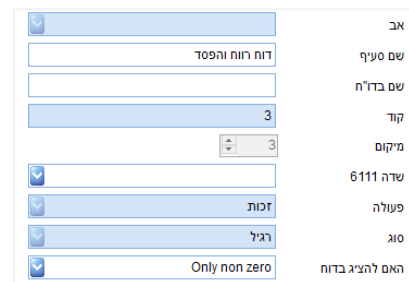 אב
שם סעיף דוח רווח והפסד
שם בדו"ח
קוד 3
מיקום 3
שדה 6111
פעולה זכות
סוג רגיל
האם להציג בדוח Only non zero